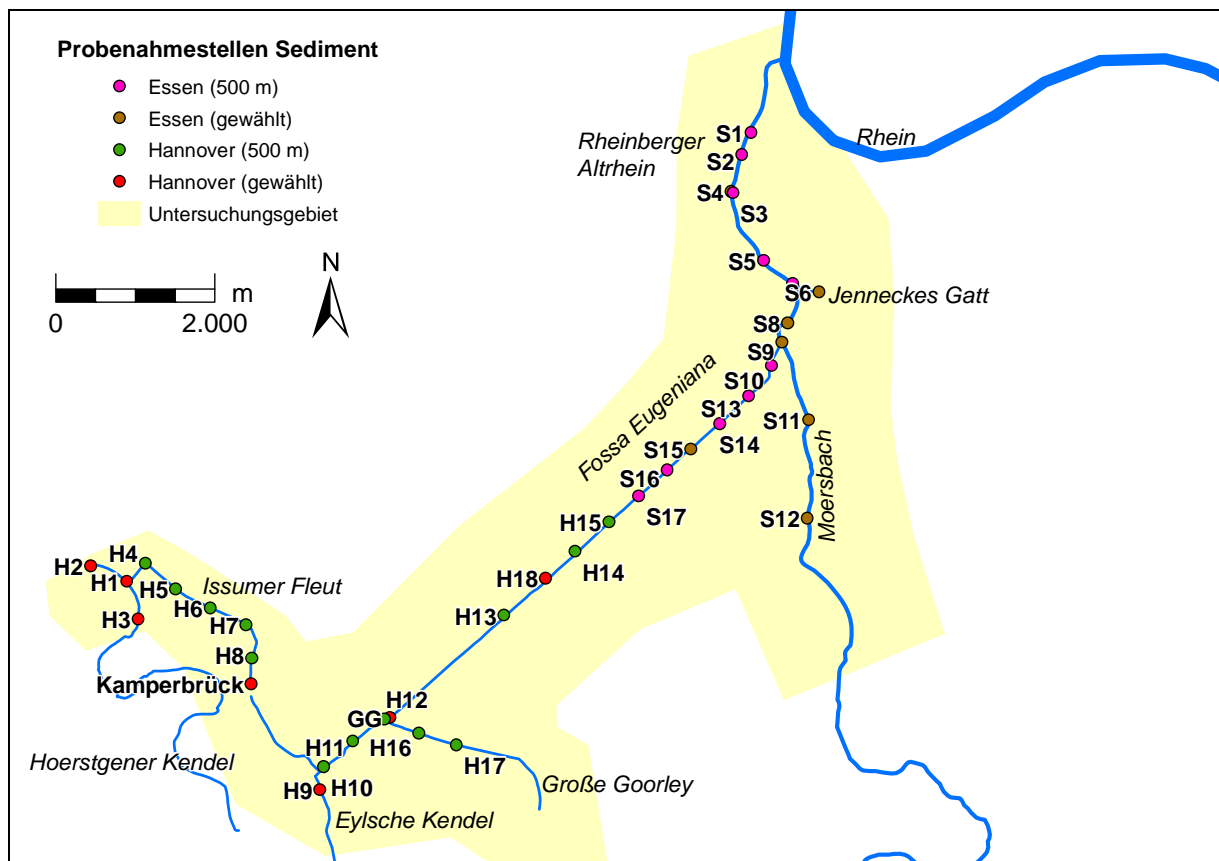 Probenahmestellen Sediment
Essen (500 m)
Essen (gewählt)
Hannover (500 m)
Hannover (gewählt)
Untersuchungsgebiet
N
m
0
2.000
Rheinberger
Altrhein
Rhein
S1
S2
S4
S3
S5
S6
Jenneckes Gatt
S8
S9
S10
Fossa Eugeniana
S13
S14
S11
S15
Moersbach
S16
S17
S12
H15
H14
H18
H13
H4
H2
H1
H5
Issumer Fleut
H6
H3
H7
H8
Kamperbrück
H12
GG
H16
H11
H17
Hoerstgener Kendel
H9
H10
Große Goorley
Eylsche Kendel